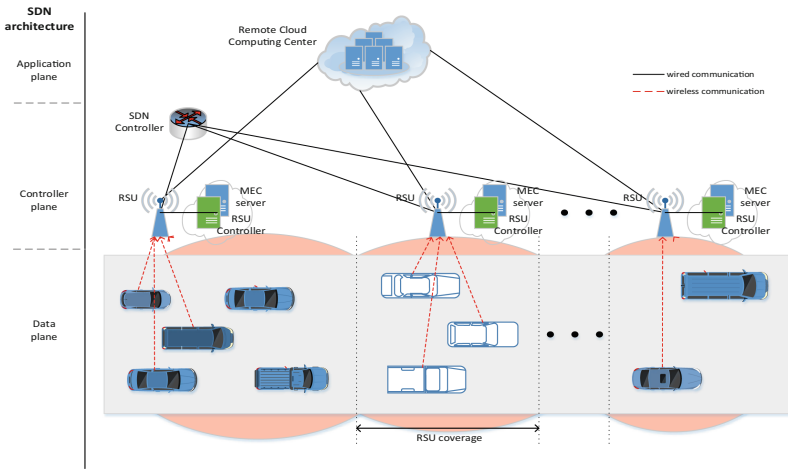 SDN
architecture
Remote Cloud
Computing Center
Application
plane
wired communication
wireless communication
SDN
Controller
Controller
plane
RSU
MEC
server
RSU
Controller
RSU
MEC
server
RSU
Controller
RSU
MEC
server
RSU
Controller
Data
plane
RSU coverage